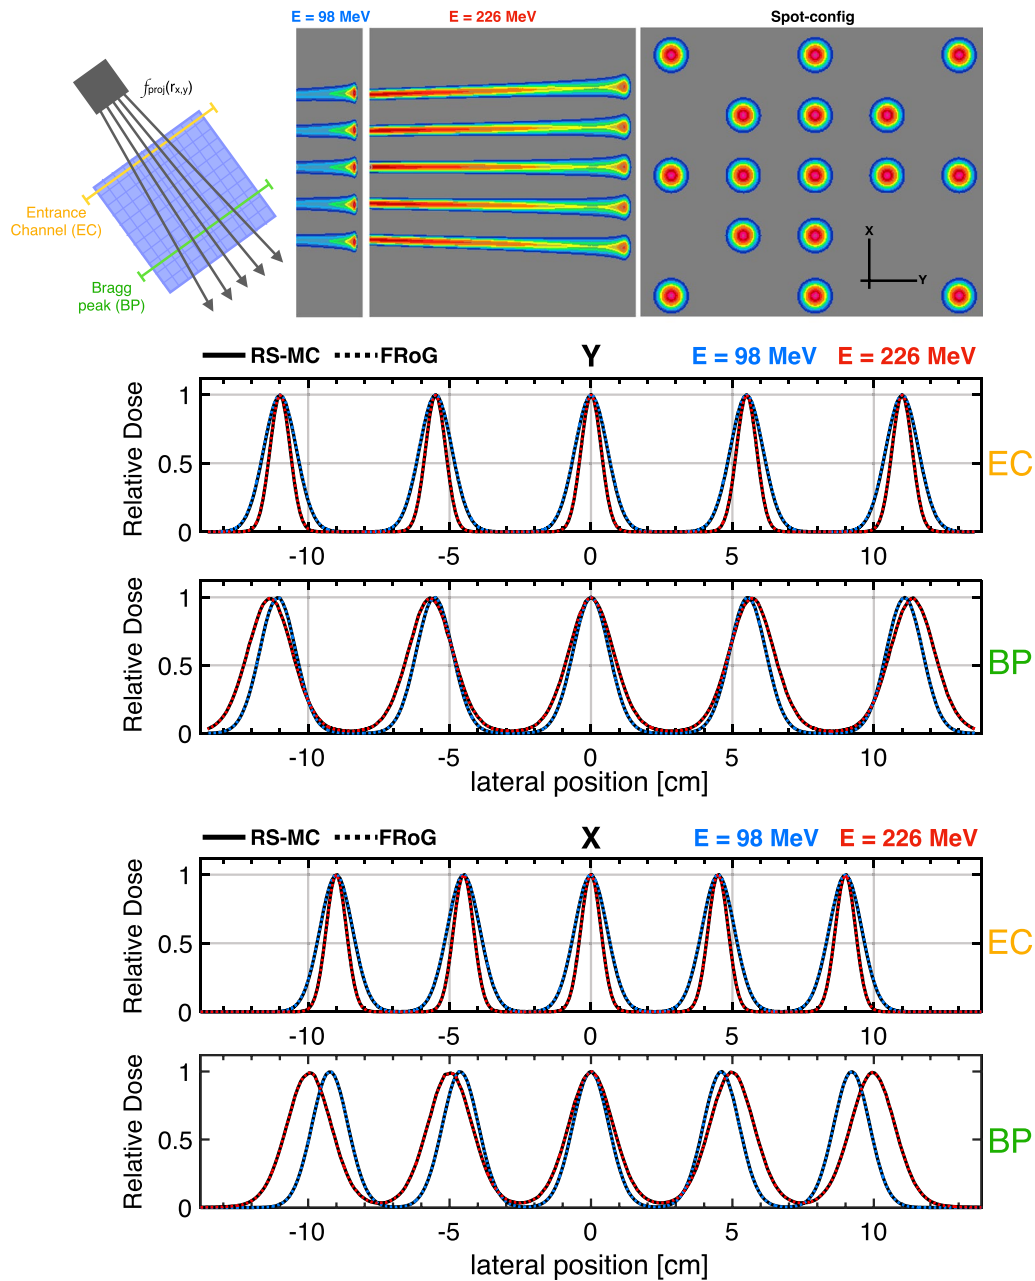 E = 98 MeV
E = 226 MeV
Spot-config
fproj(rx,y)
Entrance
Channel (EC)
Bragg
peak (BP)
X
Y
RS-MC FRoG Y E = 98 MeV E = 226 MeV
Relative Dose
1
0.5
0
-10 -5 0 5 10
EC
Relative Dose
1
0.5
0
-10 -5 0 5 10
BP
lateral position [cm]
RS-MC FRoG X E = 98 MeV E = 226 MeV
Relative Dose
1
0.5
0
-10 -5 0 5 10
EC
Relative Dose
1
0.5
0
-10 -5 0 5 10
BP
lateral position [cm]